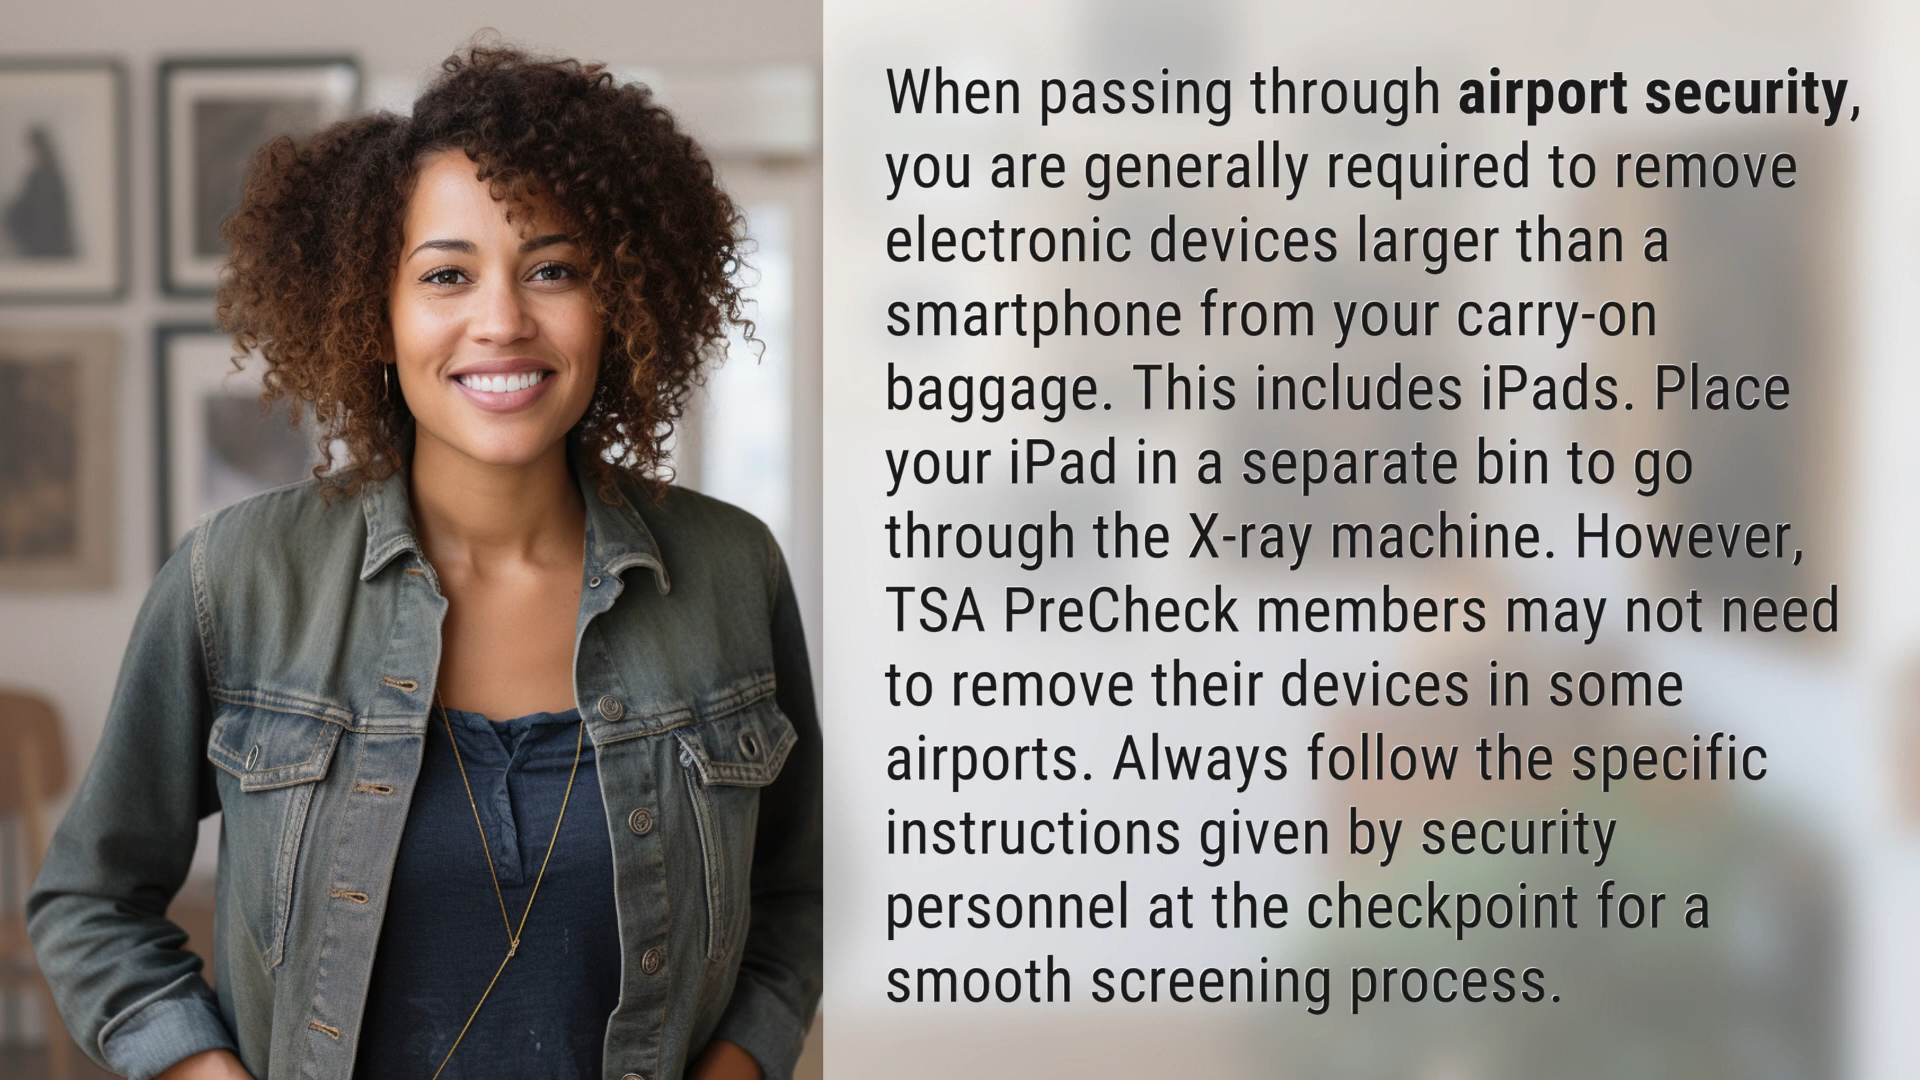 When passing through airport security,
you are generally required to remove
electronic devices larger than a
smartphone from your carry-on
baggage. This includes iPads. Place
your iPad in a separate bin to go
through the X-ray machine. However,
TSA PreCheck members may not need
to remove their devices in some
airports. Always follow the specific
instructions given by security
personnel at the checkpoint for a
smooth screening process.